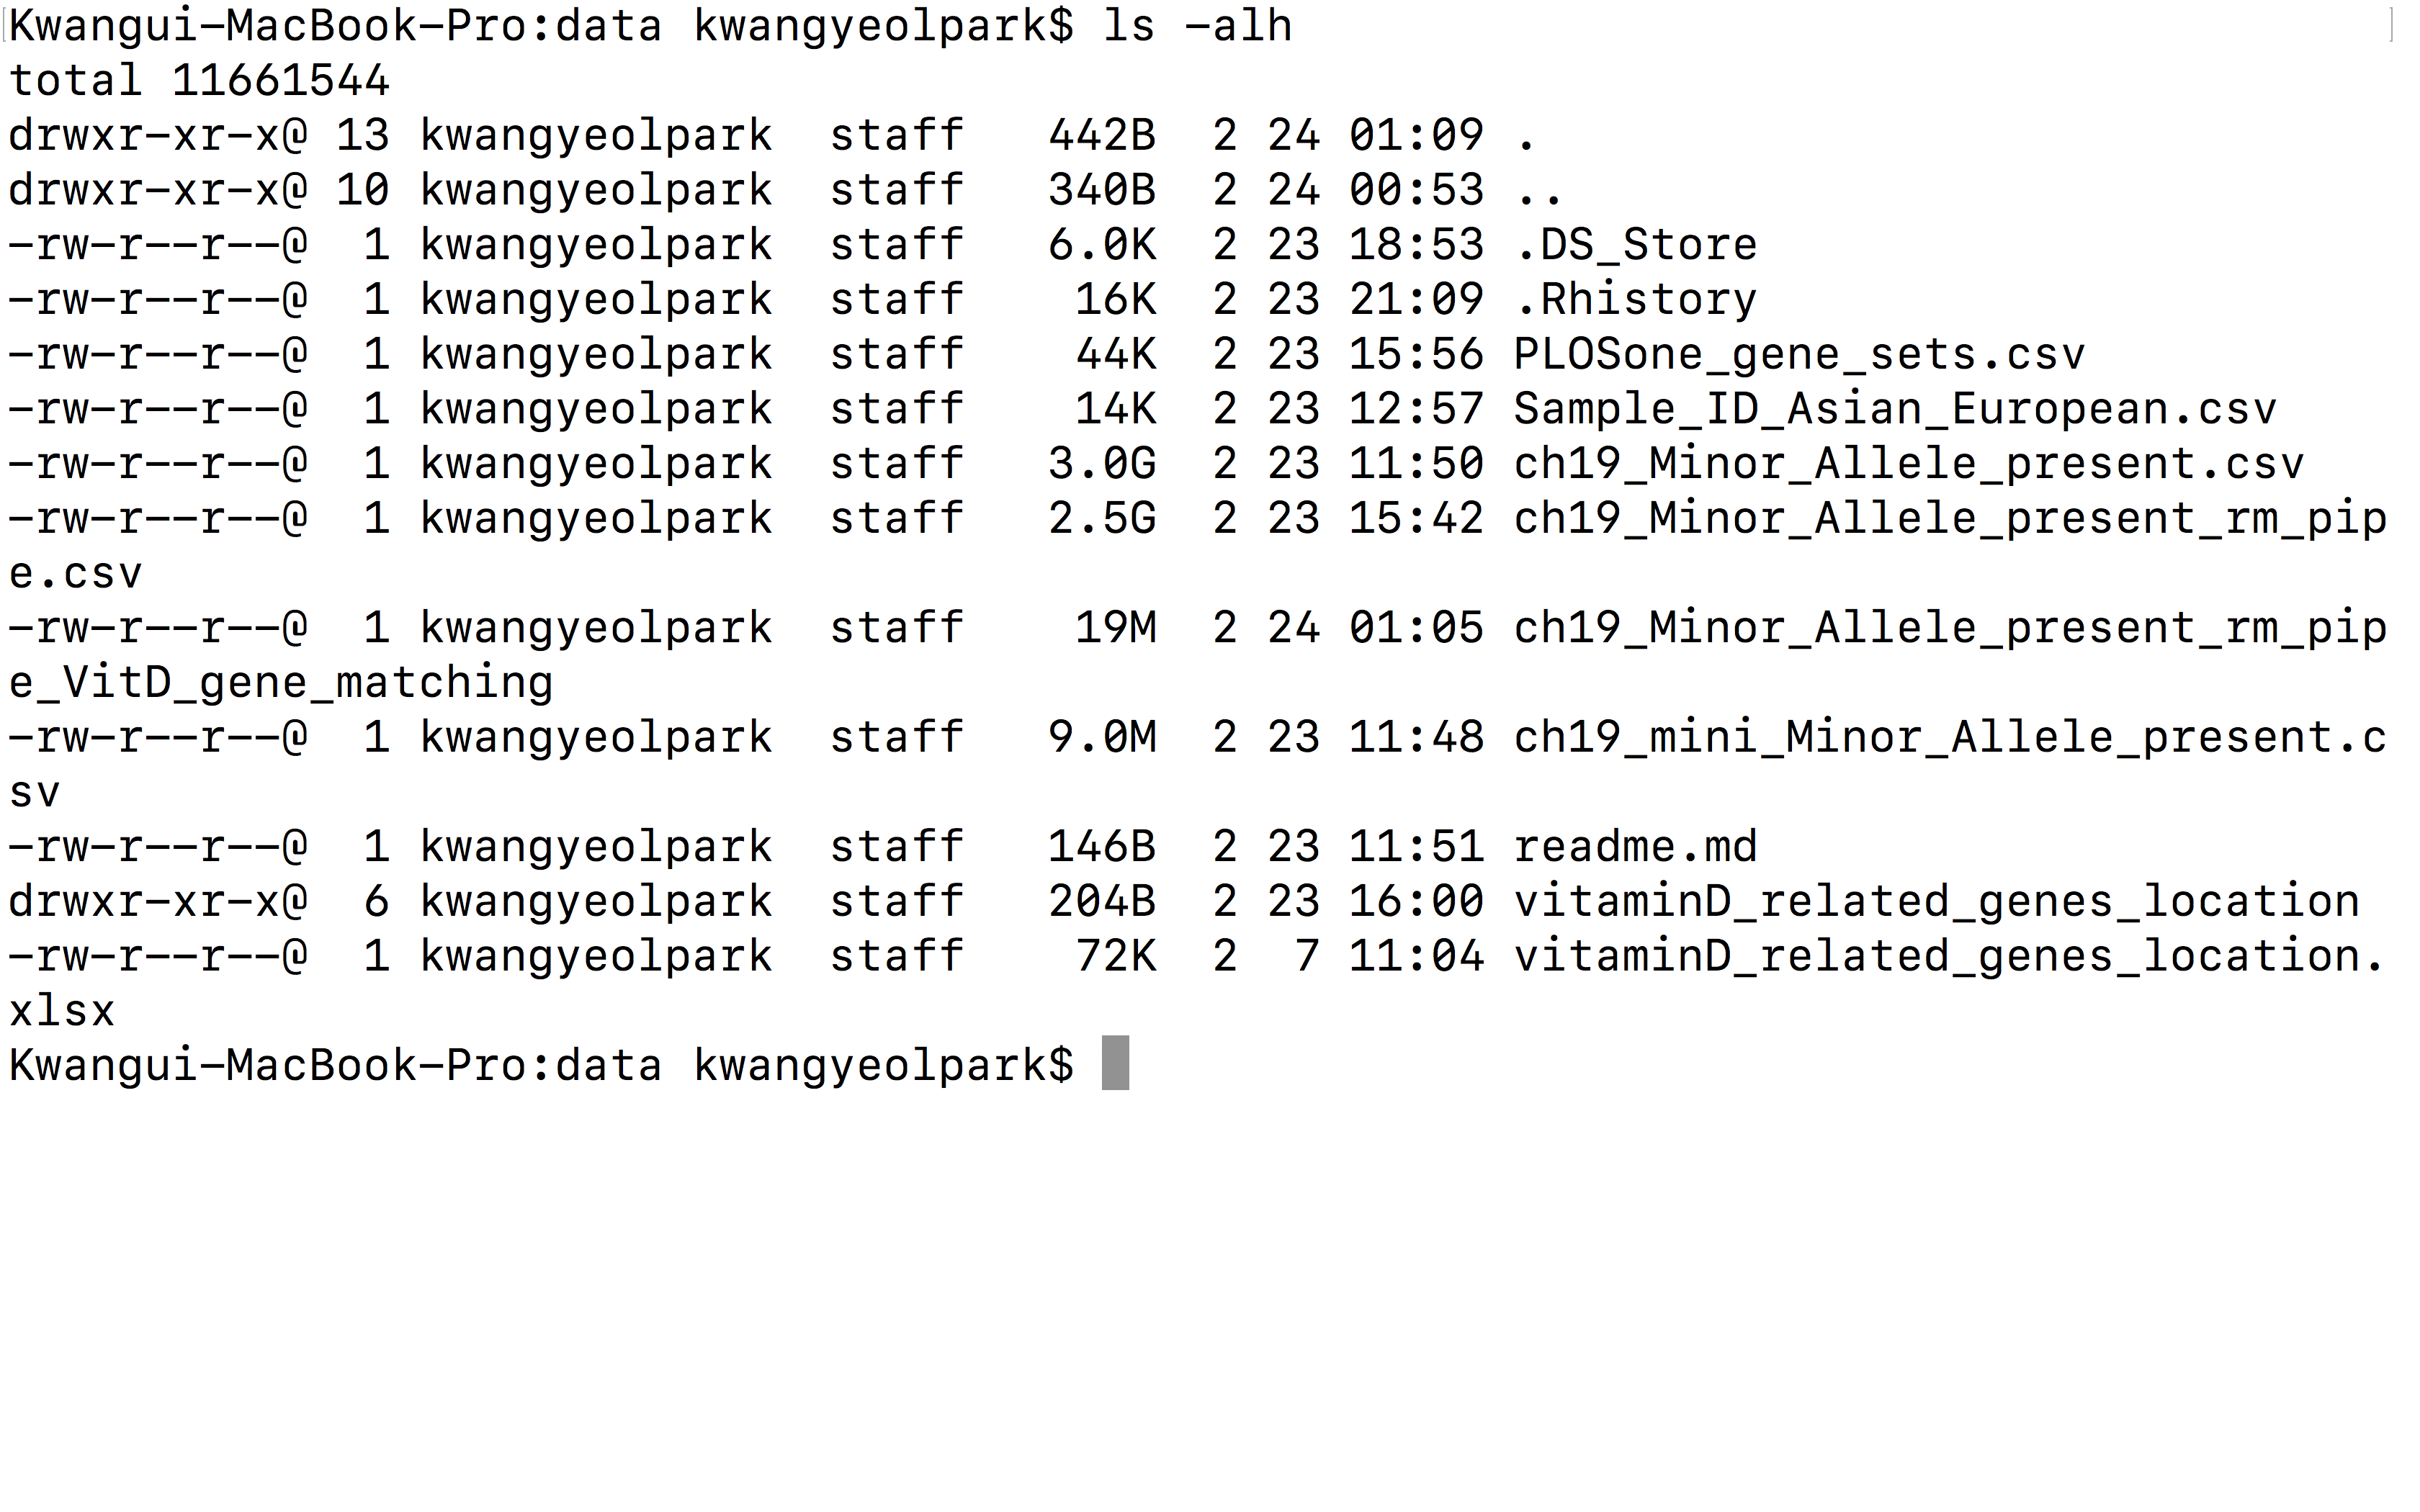 Kwangui-MacBook-Pro:data kwangyeolpark$ ls -alh
total 11661544
drwxr-xr-x@ 13 kwangyeolpark  staff   442B  2 24 01:09 .
drwxr-xr-x@ 10 kwangyeolpark  staff   340B  2 24 00:53 ..
-rw-r--r--@  1 kwangyeolpark  staff   6.0K  2 23 18:53 .DS_Store
-rw-r--r--@  1 kwangyeolpark  staff    16K  2 23 21:09 .Rhistory
-rw-r--r--@  1 kwangyeolpark  staff    44K  2 23 15:56 PLOSone_gene_sets.csv
-rw-r--r--@  1 kwangyeolpark  staff    14K  2 23 12:57 Sample_ID_Asian_European.csv
-rw-r--r--@  1 kwangyeolpark  staff   3.0G  2 23 11:50 ch19_Minor_Allele_present.csv
-rw-r--r--@  1 kwangyeolpark  staff   2.5G  2 23 15:42 ch19_Minor_Allele_present_rm_pip
e.csv
-rw-r--r--@  1 kwangyeolpark  staff    19M  2 24 01:05 ch19_Minor_Allele_present_rm_pip
e_VitD_gene_matching
-rw-r--r--@  1 kwangyeolpark  staff   9.0M  2 23 11:48 ch19_mini_Minor_Allele_present.c
sv
-rw-r--r--@  1 kwangyeolpark  staff   146B  2 23 11:51 readme.md
drwxr-xr-x@  6 kwangyeolpark  staff   204B  2 23 16:00 vitaminD_related_genes_location
-rw-r--r--@  1 kwangyeolpark  staff    72K  2  7 11:04 vitaminD_related_genes_location.
xlsx
Kwangui-MacBook-Pro:data kwangyeolpark$